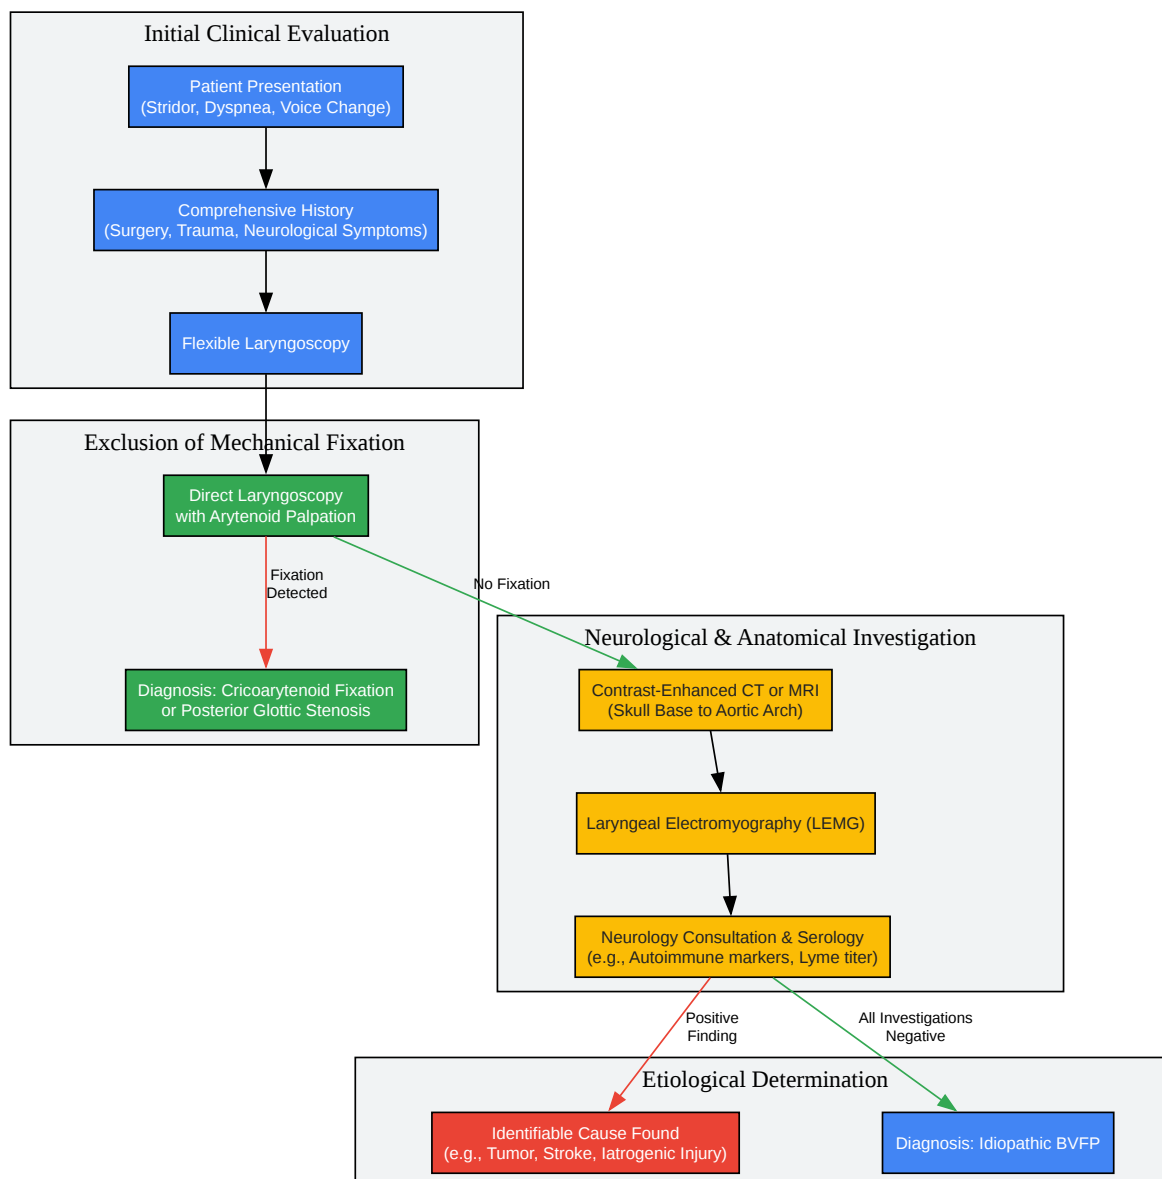 Initial Clinical Evaluation
Patient Presentation
(Stridor, Dyspnea, Voice Change)
Comprehensive History
(Surgery, Trauma, Neurological Symptoms)
Flexible Laryngoscopy
Exclusion of Mechanical Fixation
Direct Laryngoscopy
with Arytenoid Palpation
Fixation
Detected
No Fixation
Diagnosis: Cricoarytenoid Fixation
or Posterior Glottic Stenosis
Neurological & Anatomical Investigation
Contrast-Enhanced CT or MRI
(Skull Base to Aortic Arch)
Laryngeal Electromyography (LEMG)
Neurology Consultation & Serology
(e.g., Autoimmune markers, Lyme titer)
Positive
Finding
All Investigations
Negative
Etiological Determination
Identifiable Cause Found
(e.g., Tumor, Stroke, Iatrogenic Injury)
Diagnosis: Idiopathic BVFP